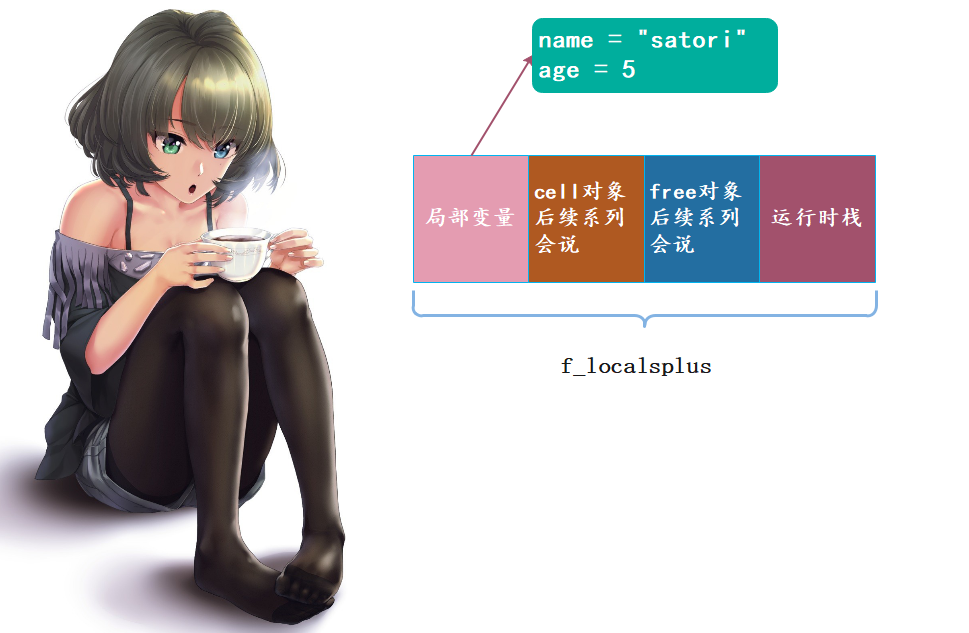 name = "satori"
age = 5
局部变量
cell对象
后续系列
会说
free对象
后续系列
会说
运行时栈
f_localsplus